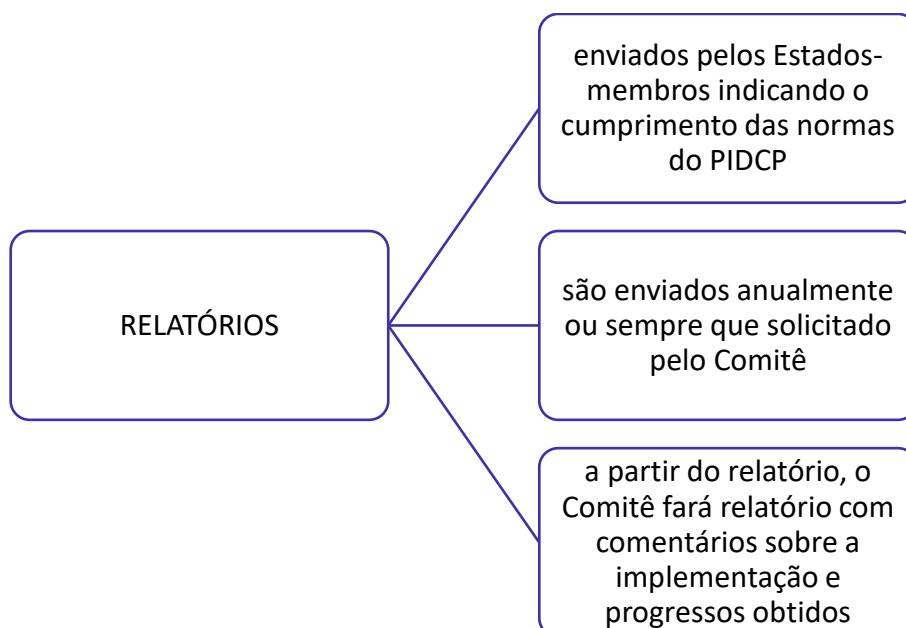 RELATÓRIOS
enviados pelos Estados-
membros indicando o
cumprimento das normas
do PIDCP
são enviados anualmente
ou sempre que solicitado
pelo Comitê
a partir do relatório, o
Comitê fará relatório com
comentários sobre a
implementação e
progressos obtidos